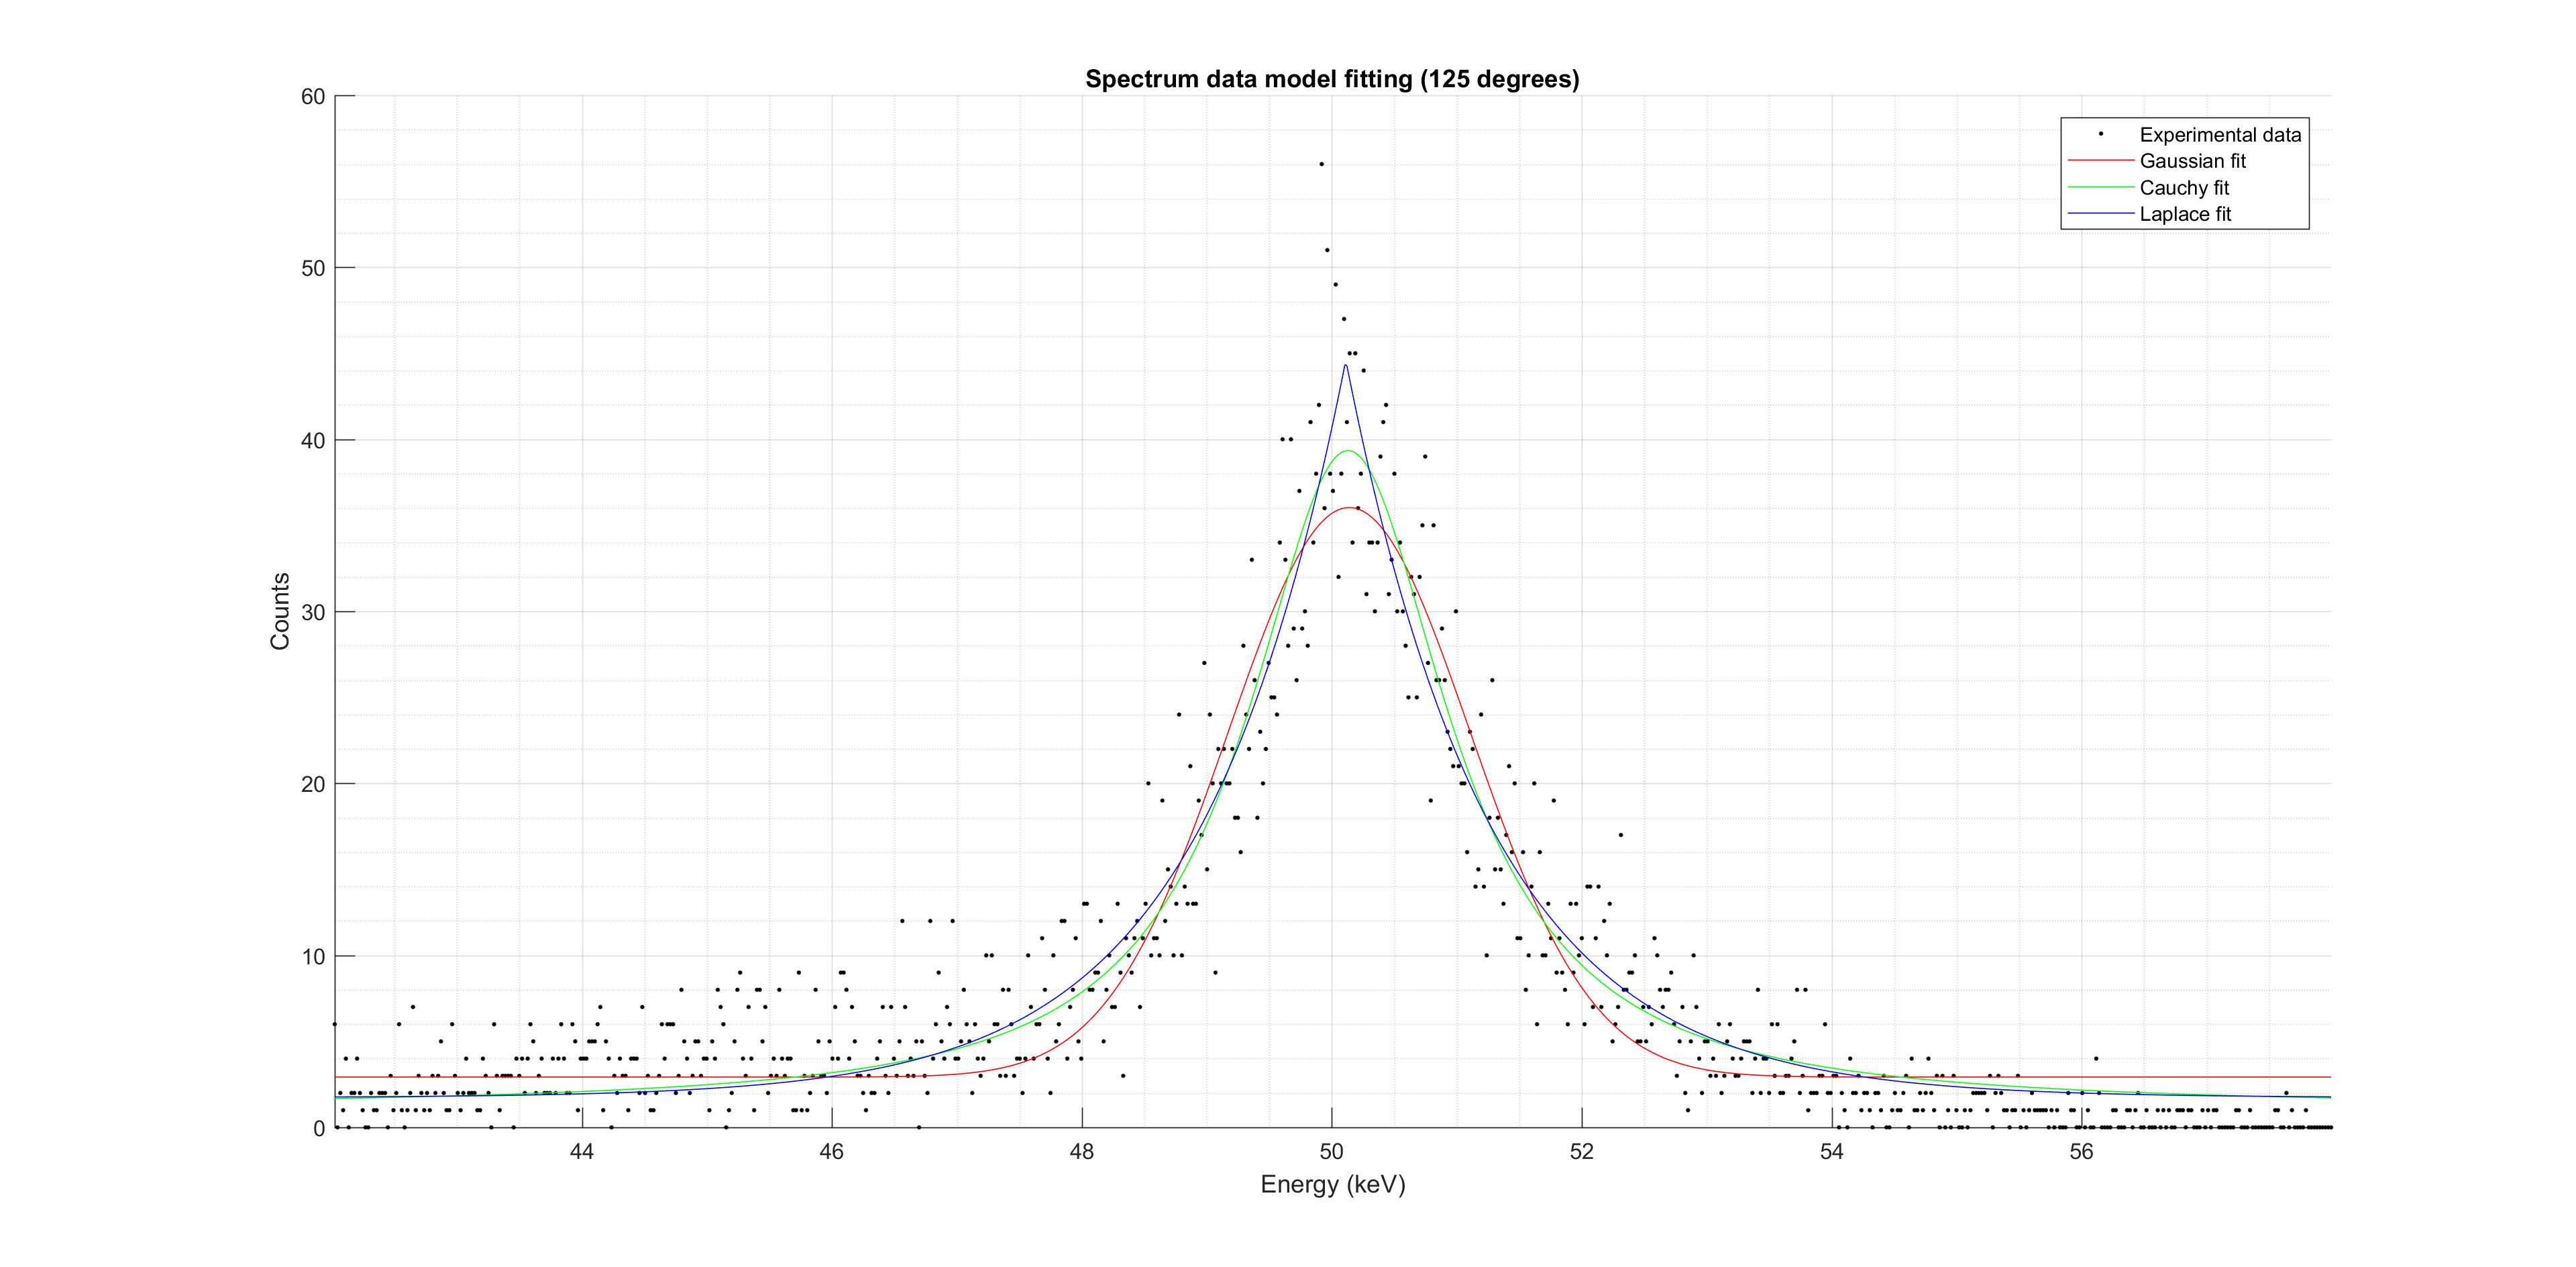 Spectrum data model fitting (125 degrees)
60
50
40
30
20
10
0
Counts
44 46 48 50 52 54 56
Energy (keV)
Experimental data
Gaussian fit
Cauchy fit
Laplace fit